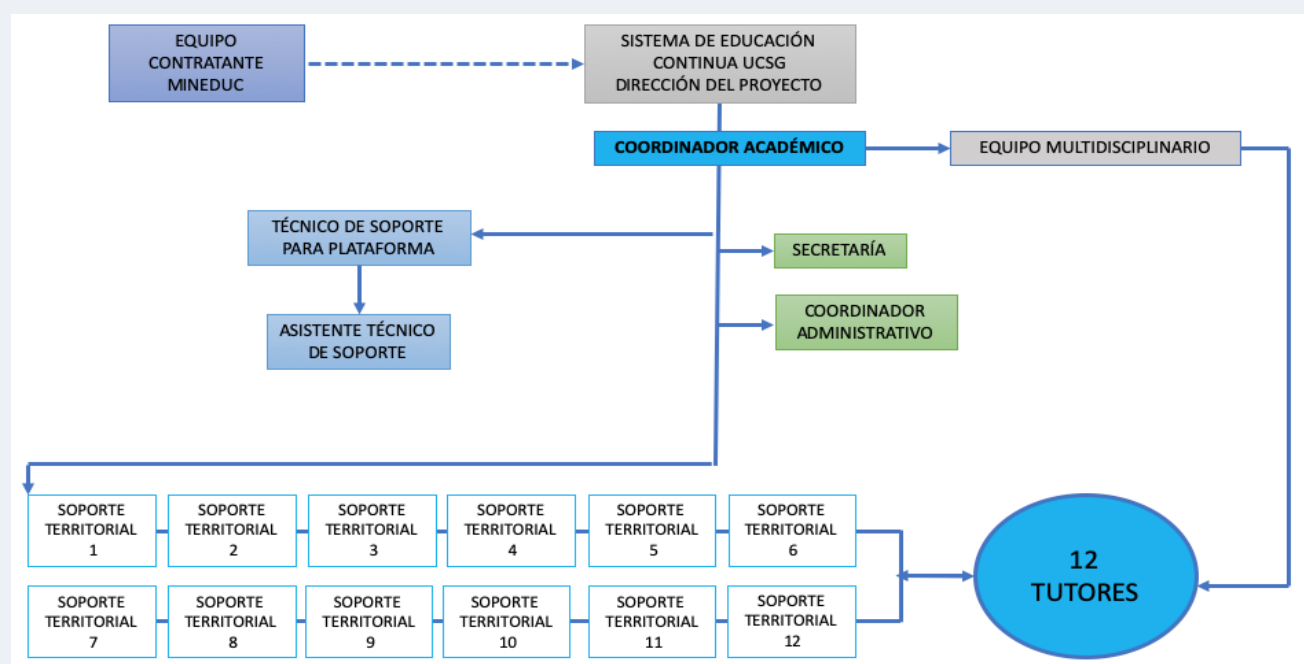 EQUIPO
CONTRATANTE
MINEDUC
SISTEMA DE EDUCACIÓN
CONTINUA UCSG
DIRECCIÓN DEL PROYECTO
COORDINADOR ACADÉMICO
EQUIPO MULTIDISCIPLINARIO
TÉCNICO DE SOPORTE
PARA PLATAFORMA
SECRETARÍA
ASISTENTE TÉCNICO
DE SOPORTE
COORDINADOR
ADMINISTRATIVO
SOPORTE
TERRITORIAL
1
SOPORTE
TERRITORIAL
2
SOPORTE
TERRITORIAL
3
SOPORTE
TERRITORIAL
4
SOPORTE
TERRITORIAL
5
SOPORTE
TERRITORIAL
6
SOPORTE
TERRITORIAL
7
SOPORTE
TERRITORIAL
8
SOPORTE
TERRITORIAL
9
SOPORTE
TERRITORIAL
10
SOPORTE
TERRITORIAL
11
SOPORTE
TERRITORIAL
12
12
TUTORES